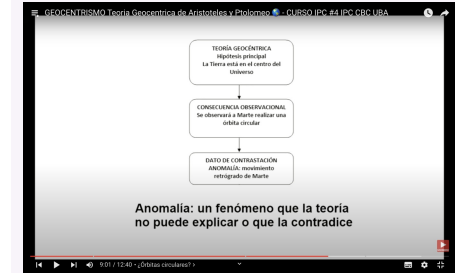 GEOCENTRISMO Teoría Geocentrica de Aristoteles y Ptolomeo 🌎 - CURSO IPC #4 IPC CBC UBA
TEORÍA GEOCÉNTRICA
Hipótesis principal
La Tierra está en el centro del
Universo
CONSECUENCIA OBSERVACIONAL
Se observará a Marte realizar una
órbita circular
DATO DE CONTRASTACIÓN
ANOMALÍA: movimiento
retrógrado de Marte
Anomalía: un fenómeno que la teoría
no puede explicar o que la contradice
9:01 / 12:40 • ¿Órbitas circulares? >